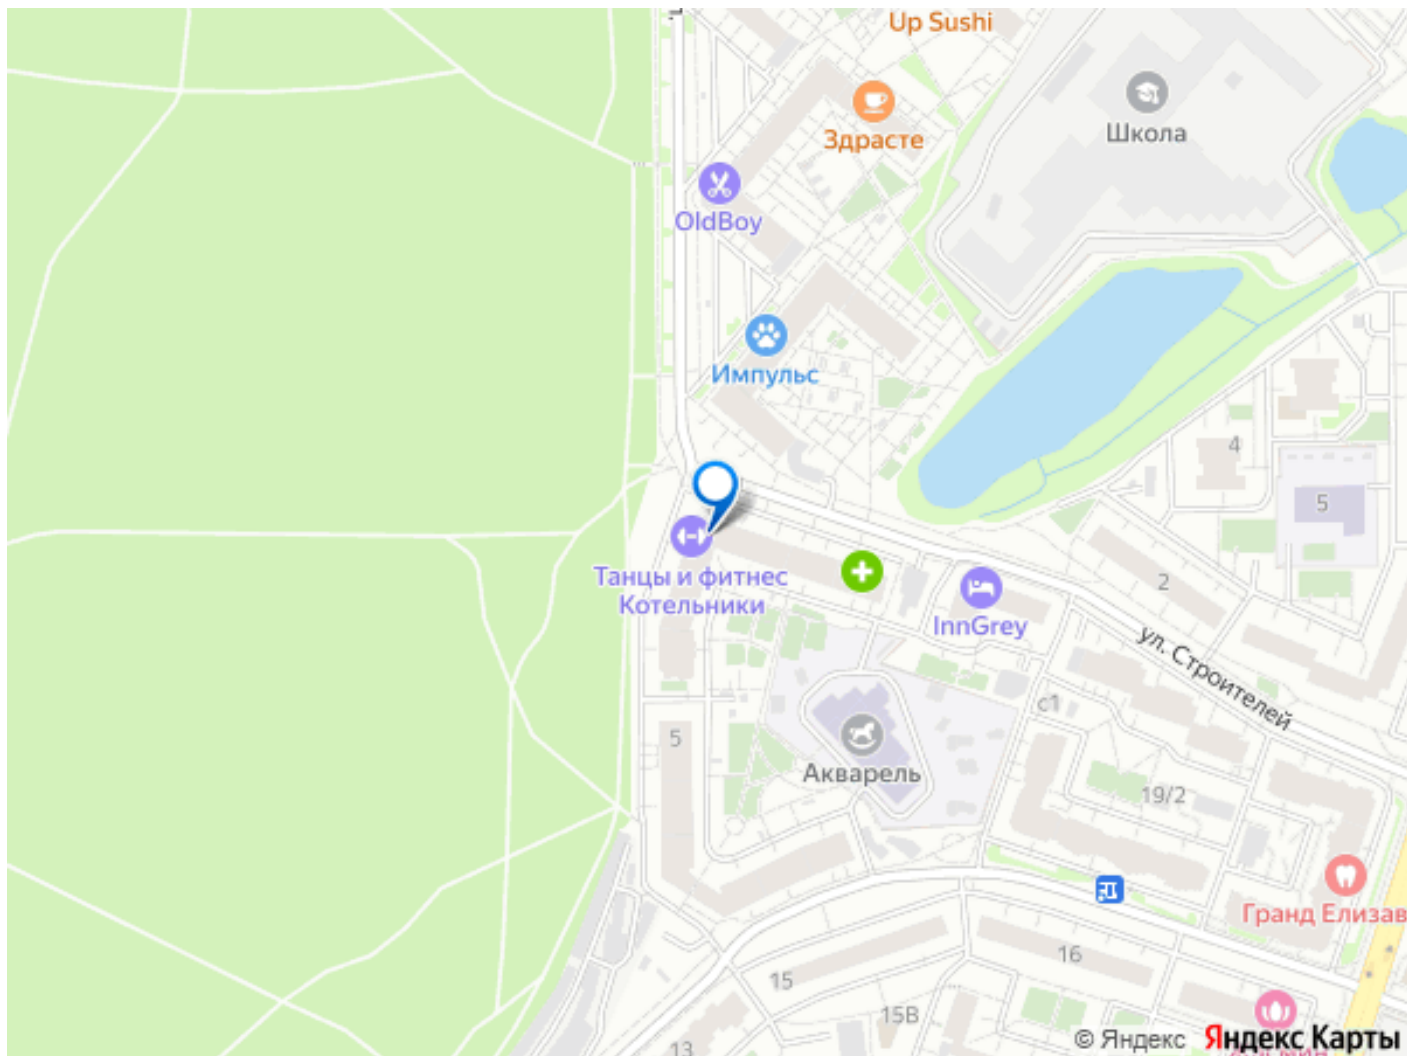 Up Sushi
Здрасте
Школа
OldBoy
Импульс
4
5
Танцы и фитнес
Котельники
InnGrey
2
ул. Строителей
с1
5
Акварель
19/2
Гранд Елизав
16
15
15В
13
© Яндекс
Яндекс Карты